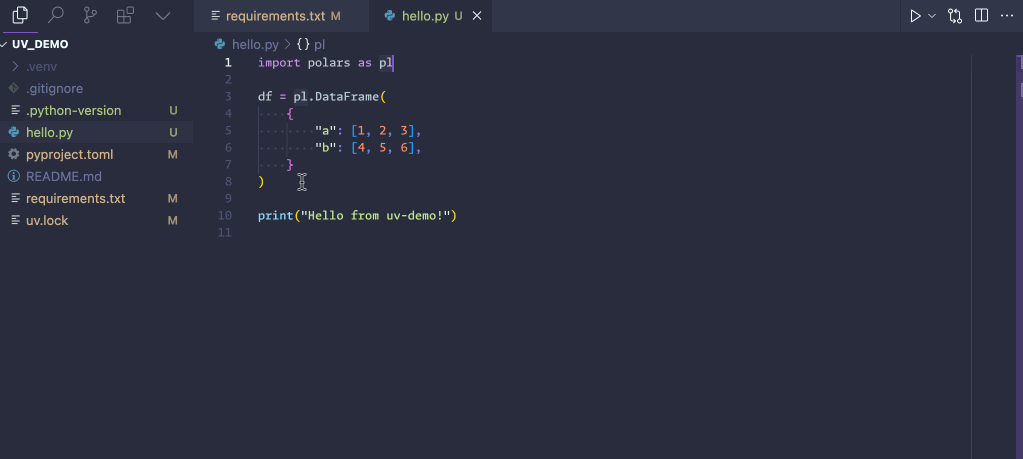 requirements.txt M
hello.py U
UV_DEMO
.venv
.gitignore
.python-version U
hello.py U
pyproject.toml M
README.md
requirements.txt M
uv.lock M
hello.py > {} pl
1 import polars as pl
2
3 df = pl.DataFrame(
4 {
5 "a": [1, 2, 3],
6 "b": [4, 5, 6],
7 }
8 )
9
10 print("Hello from uv-demo!")
11